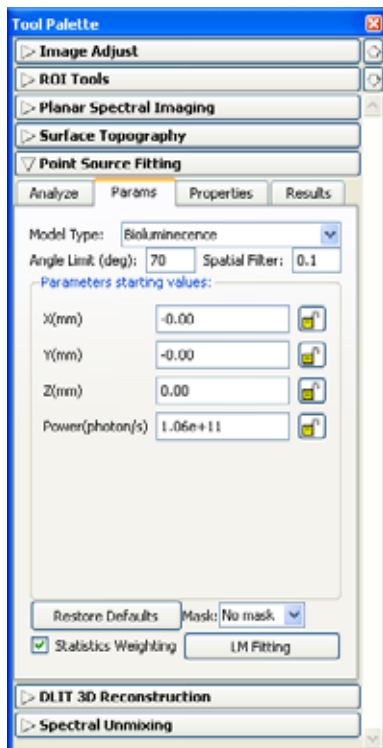 Tool Palette
Image Adjust
ROI Tools
Planar Spectral Imaging
Surface Topography
Point Source Fitting
Analyze Params Properties Results
Model Type: Bioluminecence
Angle Limit (deg): 70 Spatial Filter: 0.1
Parameters starting values:
X(mm) -0.00
Y(mm) -0.00
Z(mm) 0.00
Power(photon/s) 1.06e+11
Restore Defaults Mask: No mask
Statistics Weighting LM Fitting
DLIT 3D Reconstruction
Spectral Unmixing